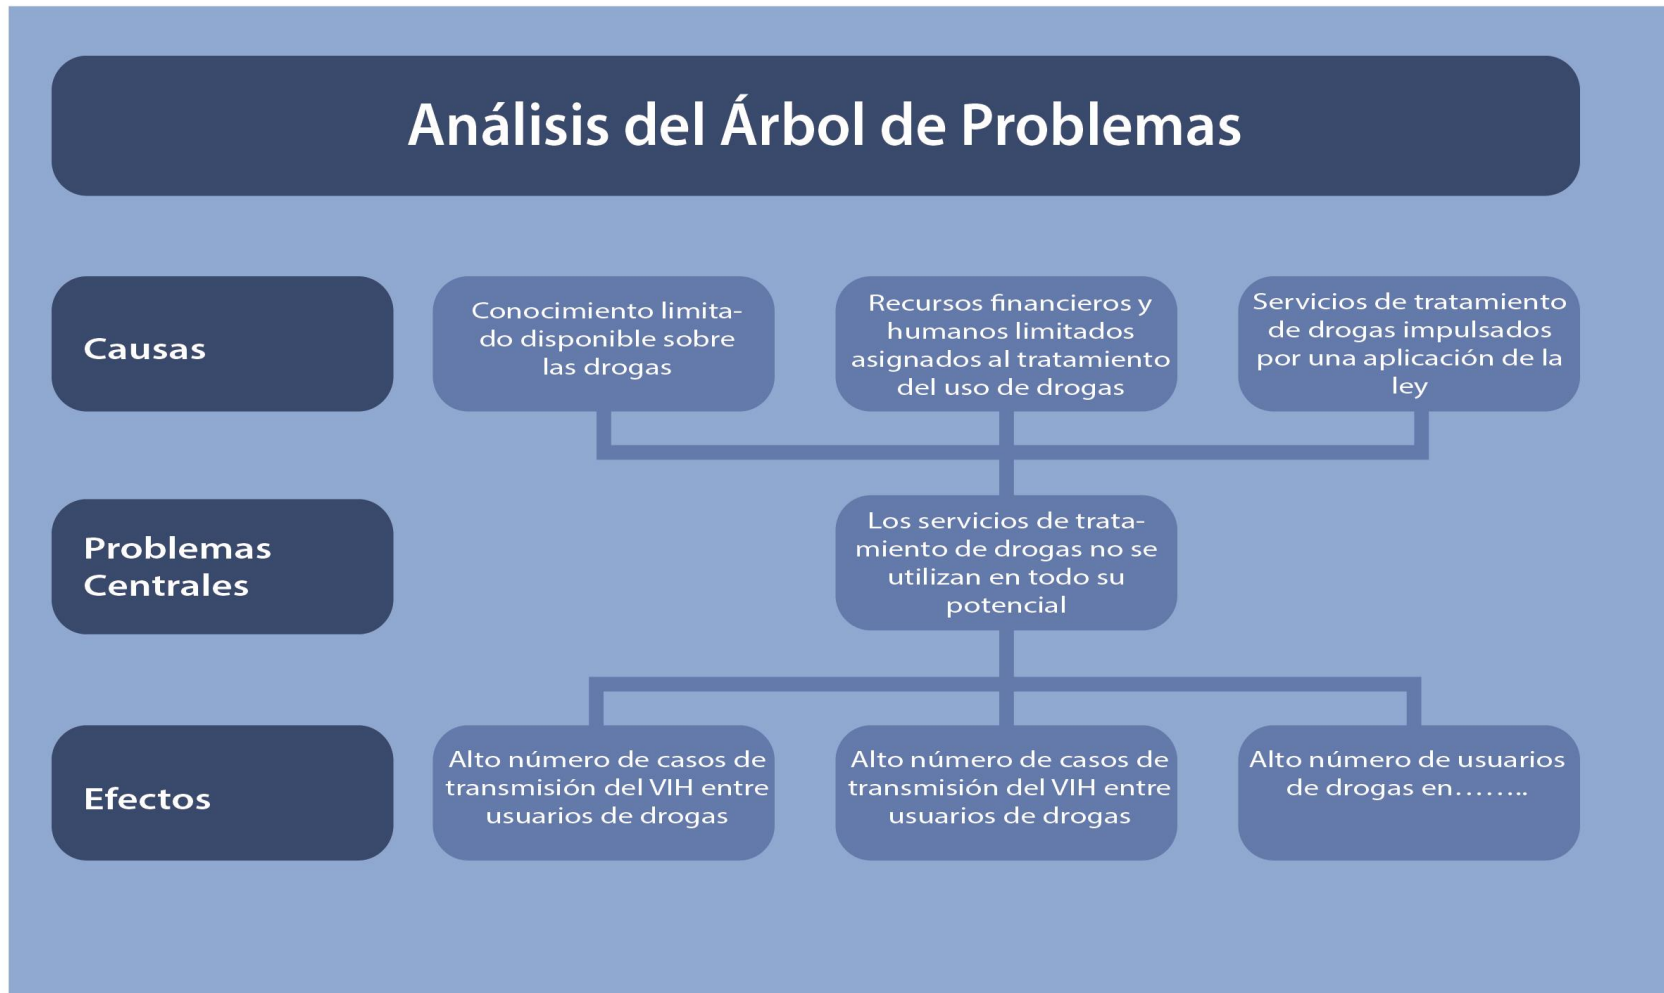 Análisis del Árbol de Problemas
Causas
Conocimiento limita-
do disponible sobre
las drogas
Recursos financieros y
humanos limitados
asignados al tratamiento
del uso de drogas
Servicios de tratamiento
de drogas impulsados
por una aplicación de la
ley
Problemas
Centrales
Los servicios de trata-
miento de drogas no se
utilizan en todo su
potencial
Efectos
Alto número de casos de
transmisión del VIH entre
usuarios de drogas
Alto número de casos de
transmisión del VIH entre
usuarios de drogas
Alto número de usuarios
de drogas en……..